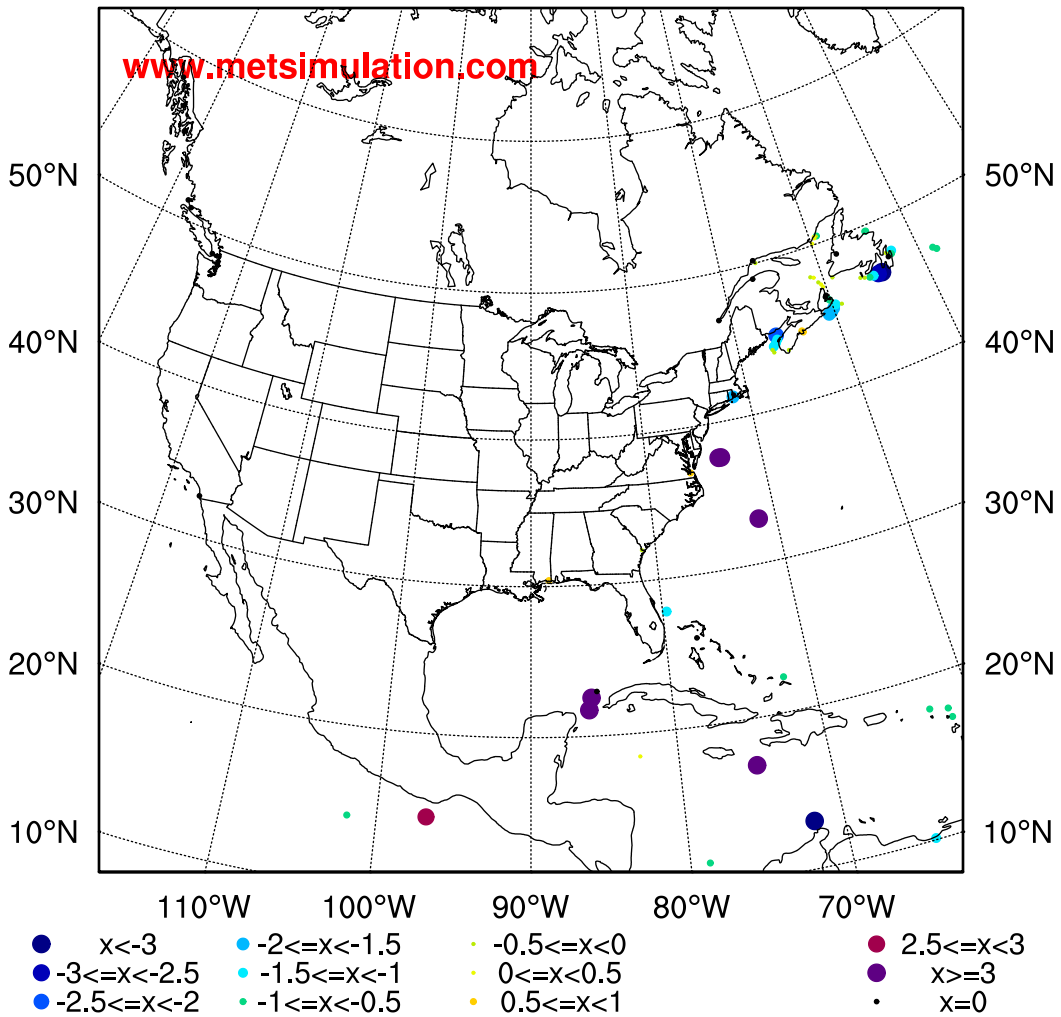 www.metsimulation.com
50°N 50°N
40°N 40°N
30°N 30°N
20°N 20°N
10°N 10°N
110°W 100°W 90°W 80°W 70°W
x<-3 -2<=x<-1.5 -0.5<=x<0 2.5<=x<3
-3<=x<-2.5 -1.5<=x<-1 0<=x<0.5 x>=3
-2.5<=x<-2 -1<=x<-0.5 0.5<=x<1 x=0